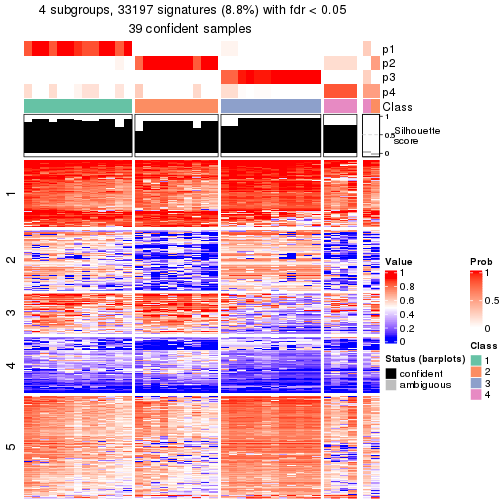 4 subgroups, 33197 signatures (8.8%) with fdr < 0.05
39 confident samples
p1
p2
p3
p4
Class
1
0.5
0
Silhouette
score
1
2
3
4
5
Value
1
0.8
0.6
0.4
0.2
0
Prob
1
0.5
0
Status (barplots)
confident
ambiguous
Class
1
2
3
4